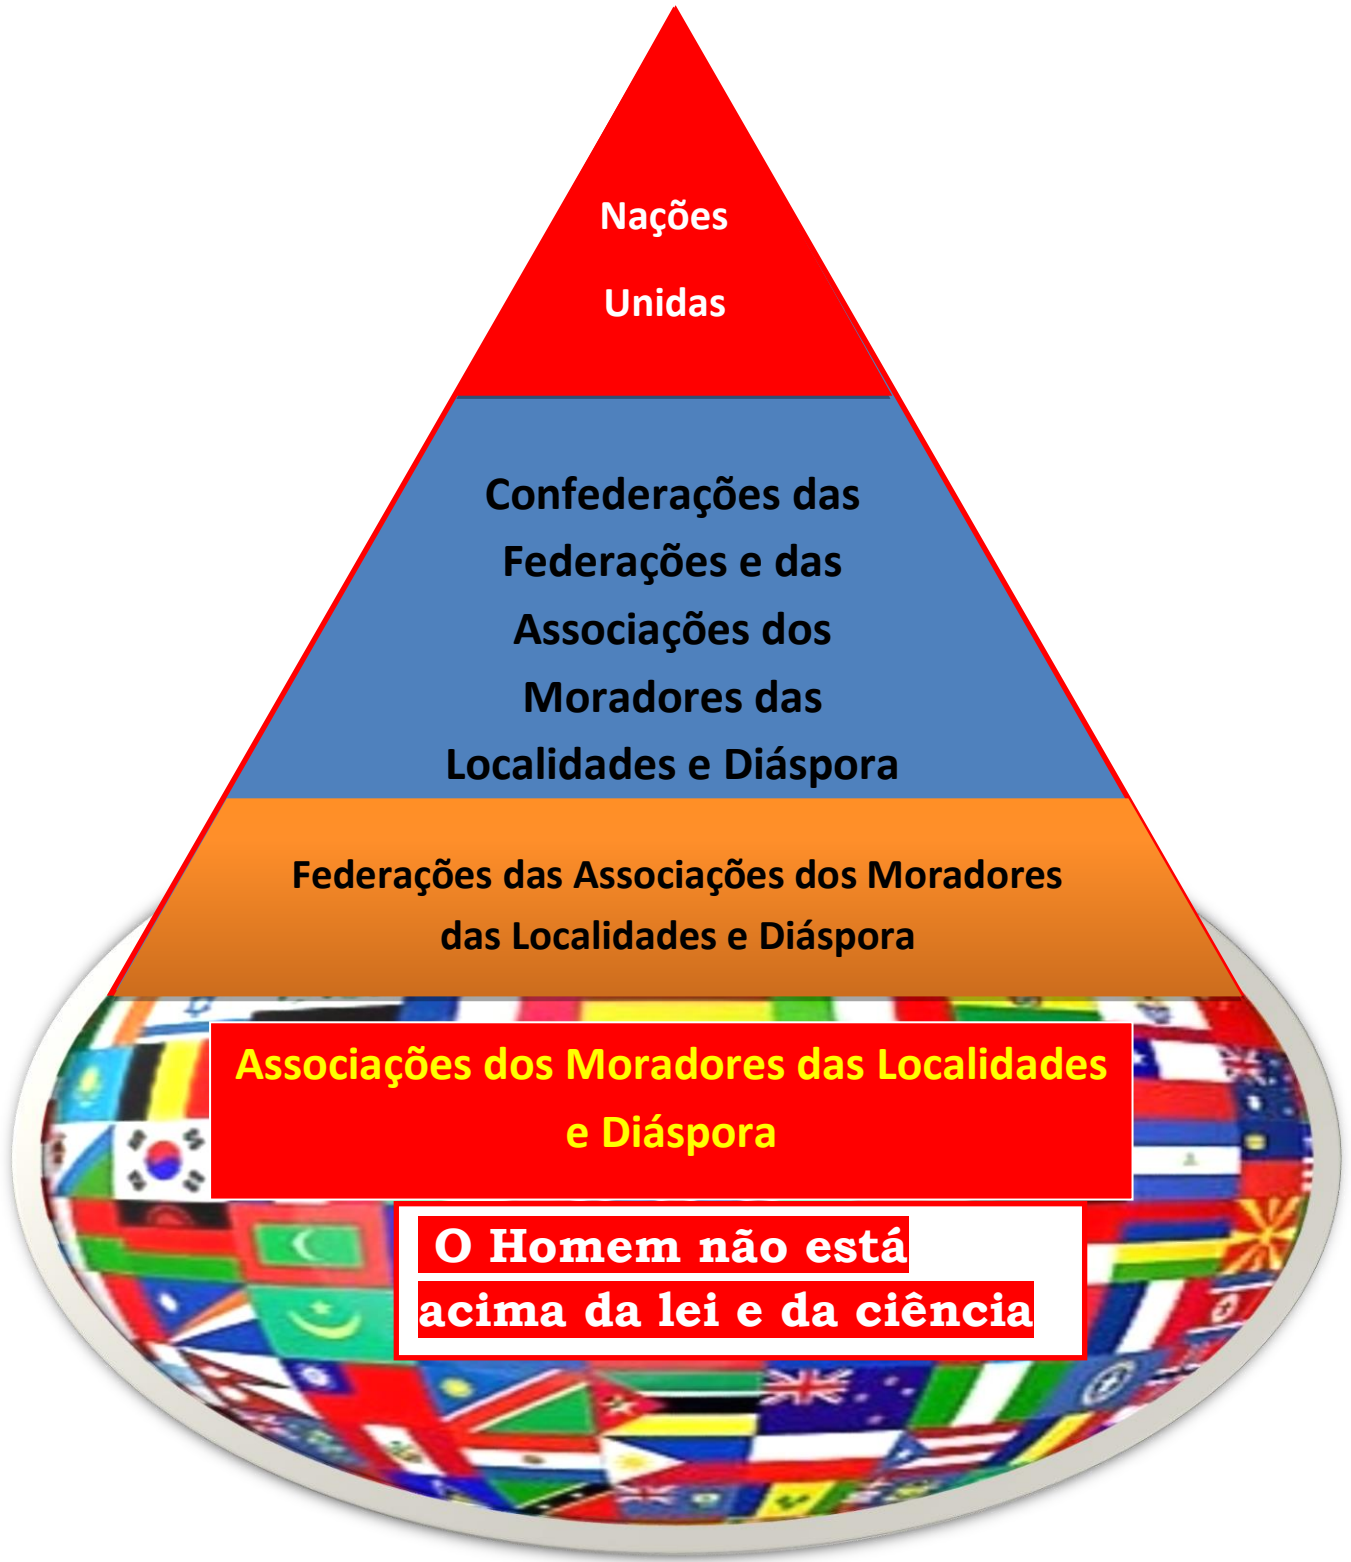 Nações
Unidas
Confederações das
Federações e das
Associações dos
Moradores das
Localidades e Diáspora
Federações das Associações dos Moradores
das Localidades e Diáspora
Associações dos Moradores das Localidades
e Diáspora
O Homem não está
acima da lei e da ciência